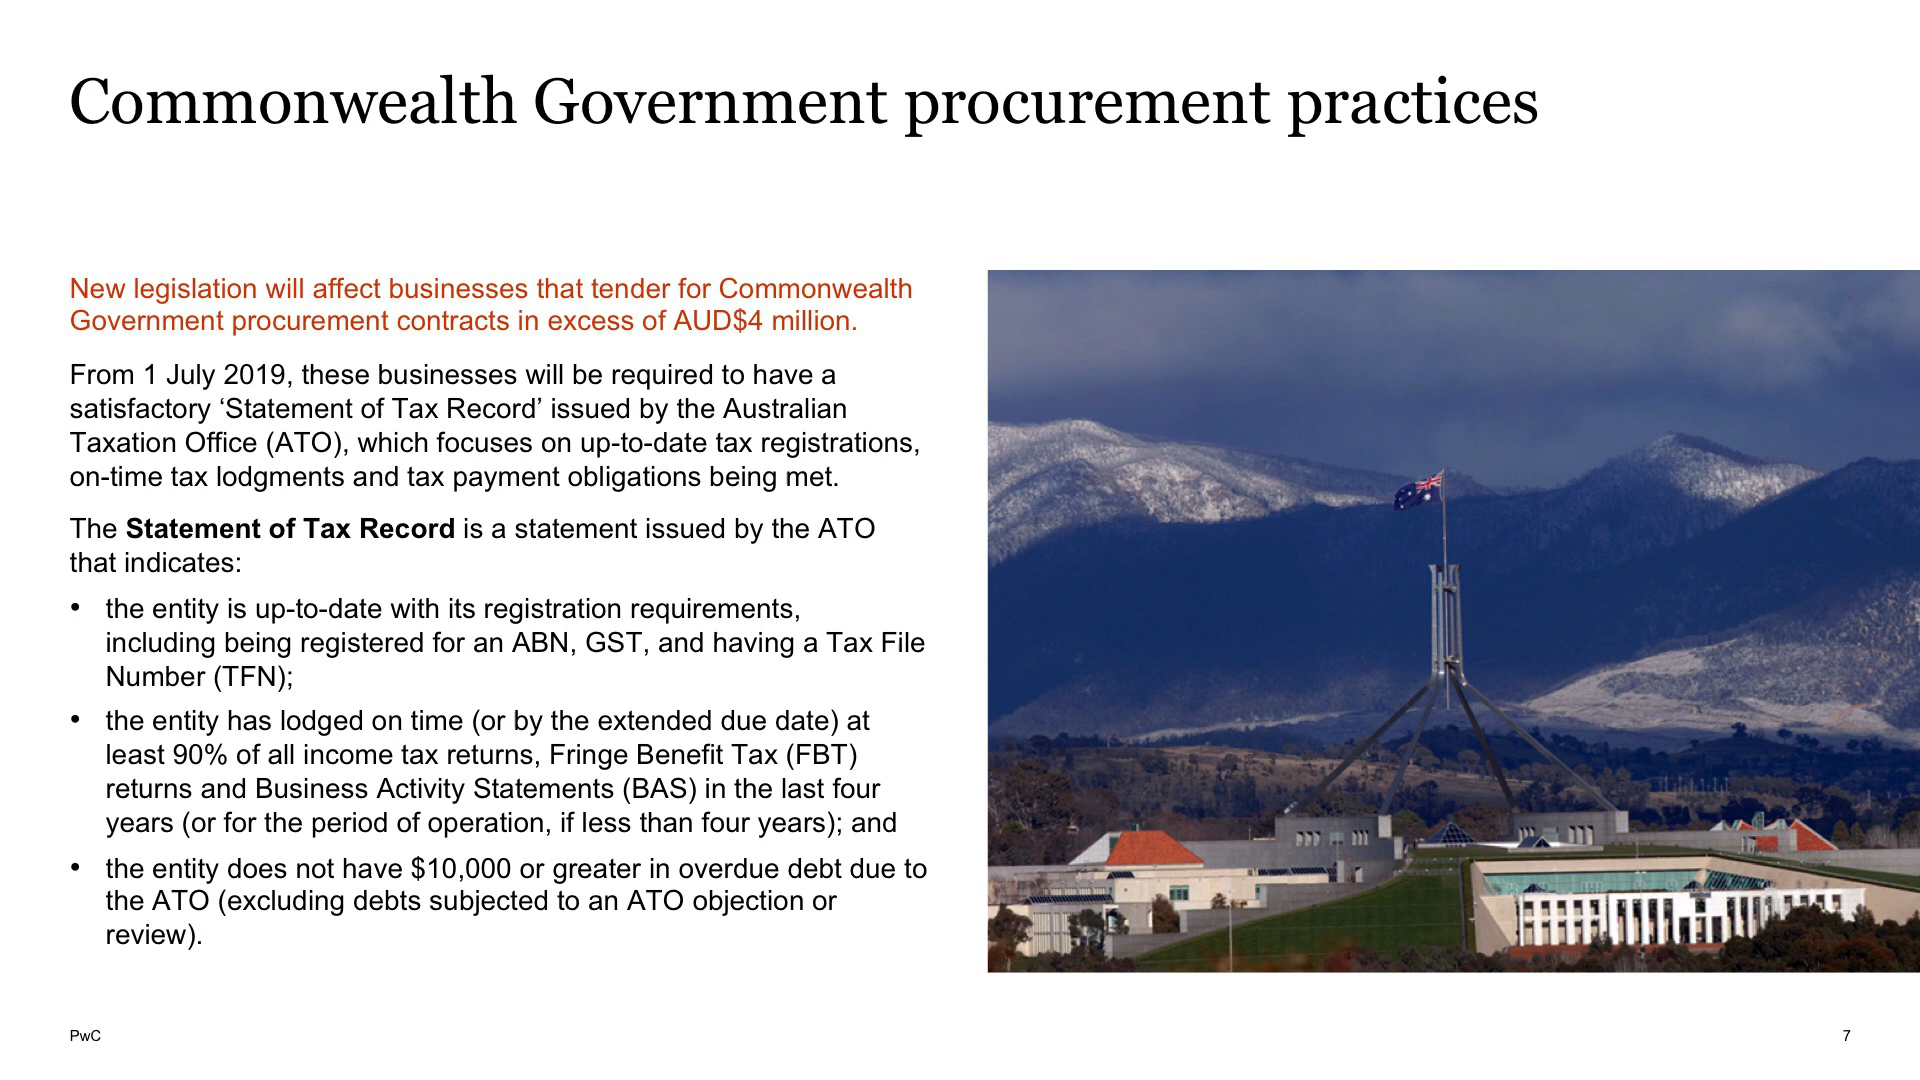 Commonwealth Government procurement practices
New legislation will affect businesses that tender for Commonwealth
Government procurement contracts in excess of AUD$4 million.
From 1 July 2019, these businesses will be required to have a
satisfactory ‘Statement of Tax Record’ issued by the Australian
Taxation Office (ATO), which focuses on up-to-date tax registrations,
on-time tax lodgments and tax payment obligations being met.
The Statement of Tax Record is a statement issued by the ATO
that indicates:
• the entity is up-to-date with its registration requirements,
including being registered for an ABN, GST, and having a Tax File
Number (TFN);
• the entity has lodged on time (or by the extended due date) at
least 90% of all income tax returns, Fringe Benefit Tax (FBT)
returns and Business Activity Statements (BAS) in the last four
years (or for the period of operation, if less than four years); and
• the entity does not have $10,000 or greater in overdue debt due to
the ATO (excluding debts subjected to an ATO objection or
review).
PwC
7